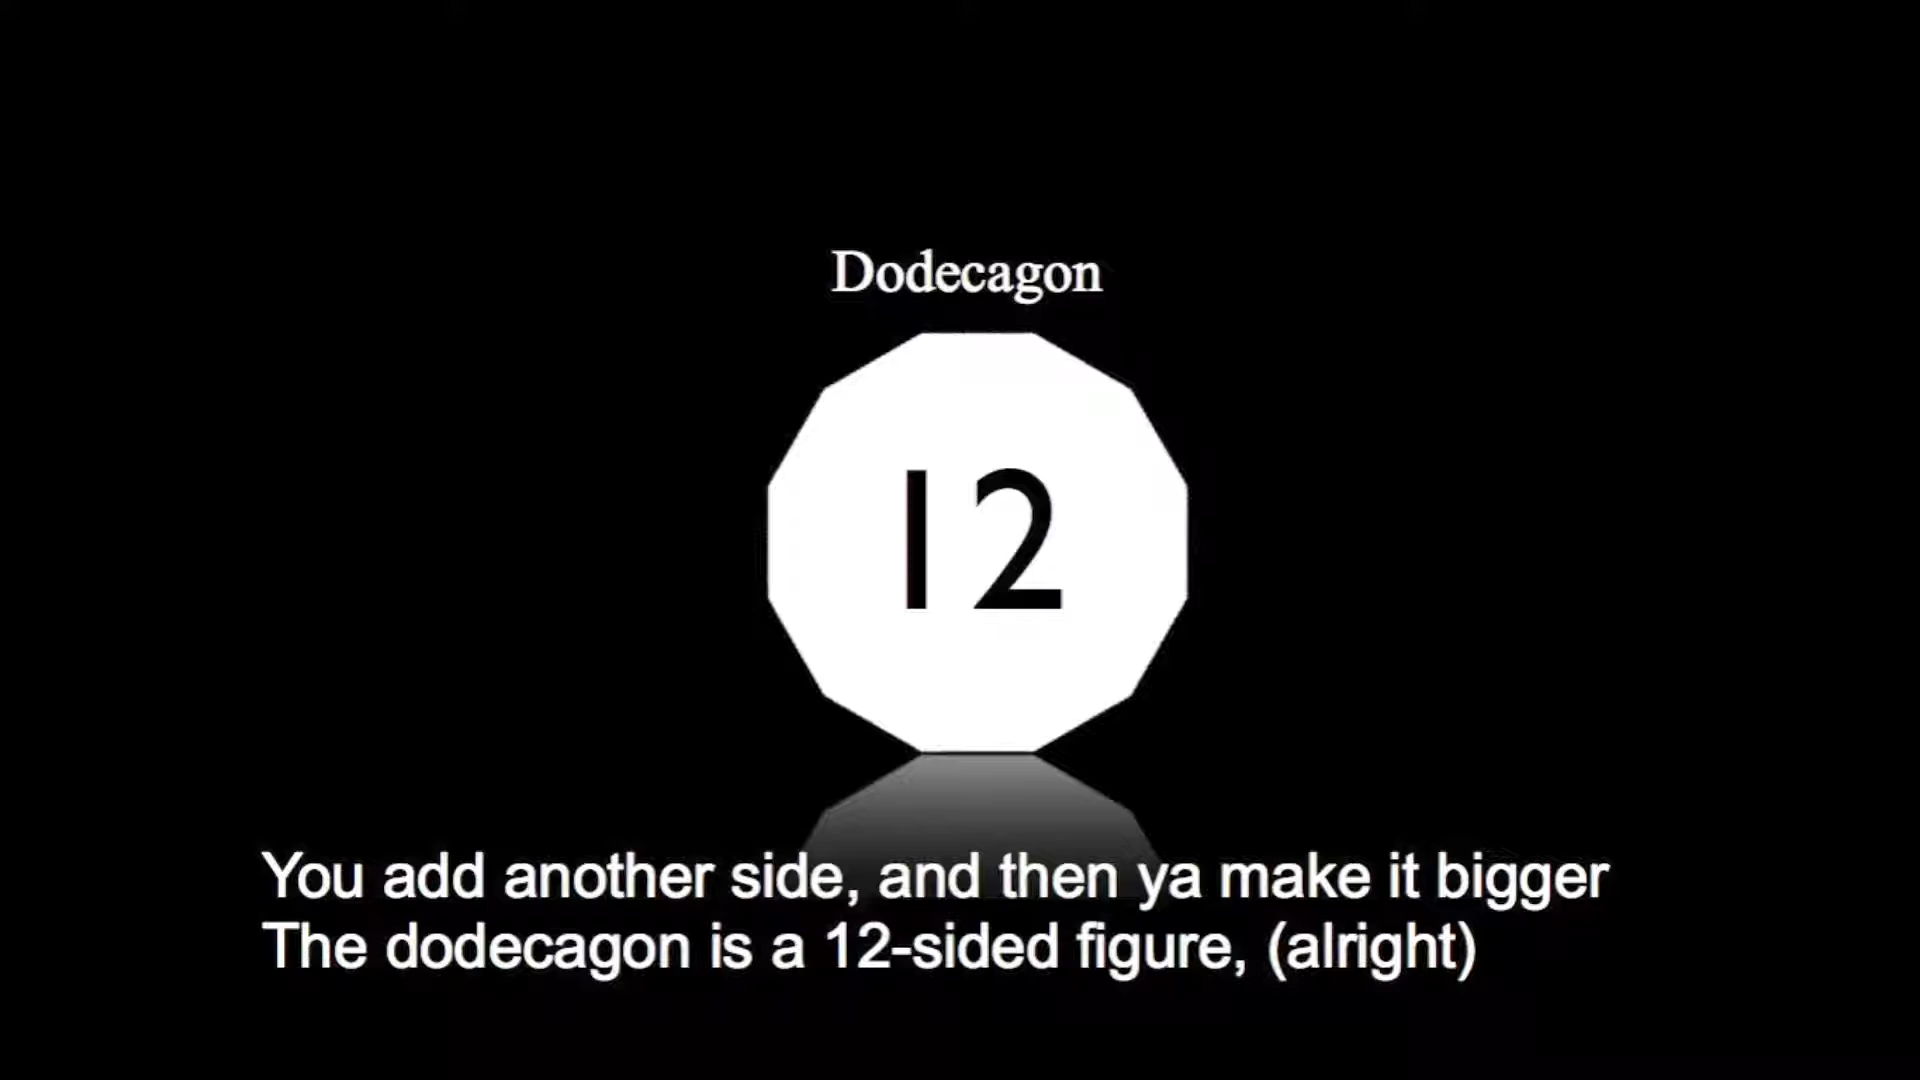 Dodecagon
12
You add another side, and then ya make it bigger
The dodecagon is a 12-sided figure, (alright)